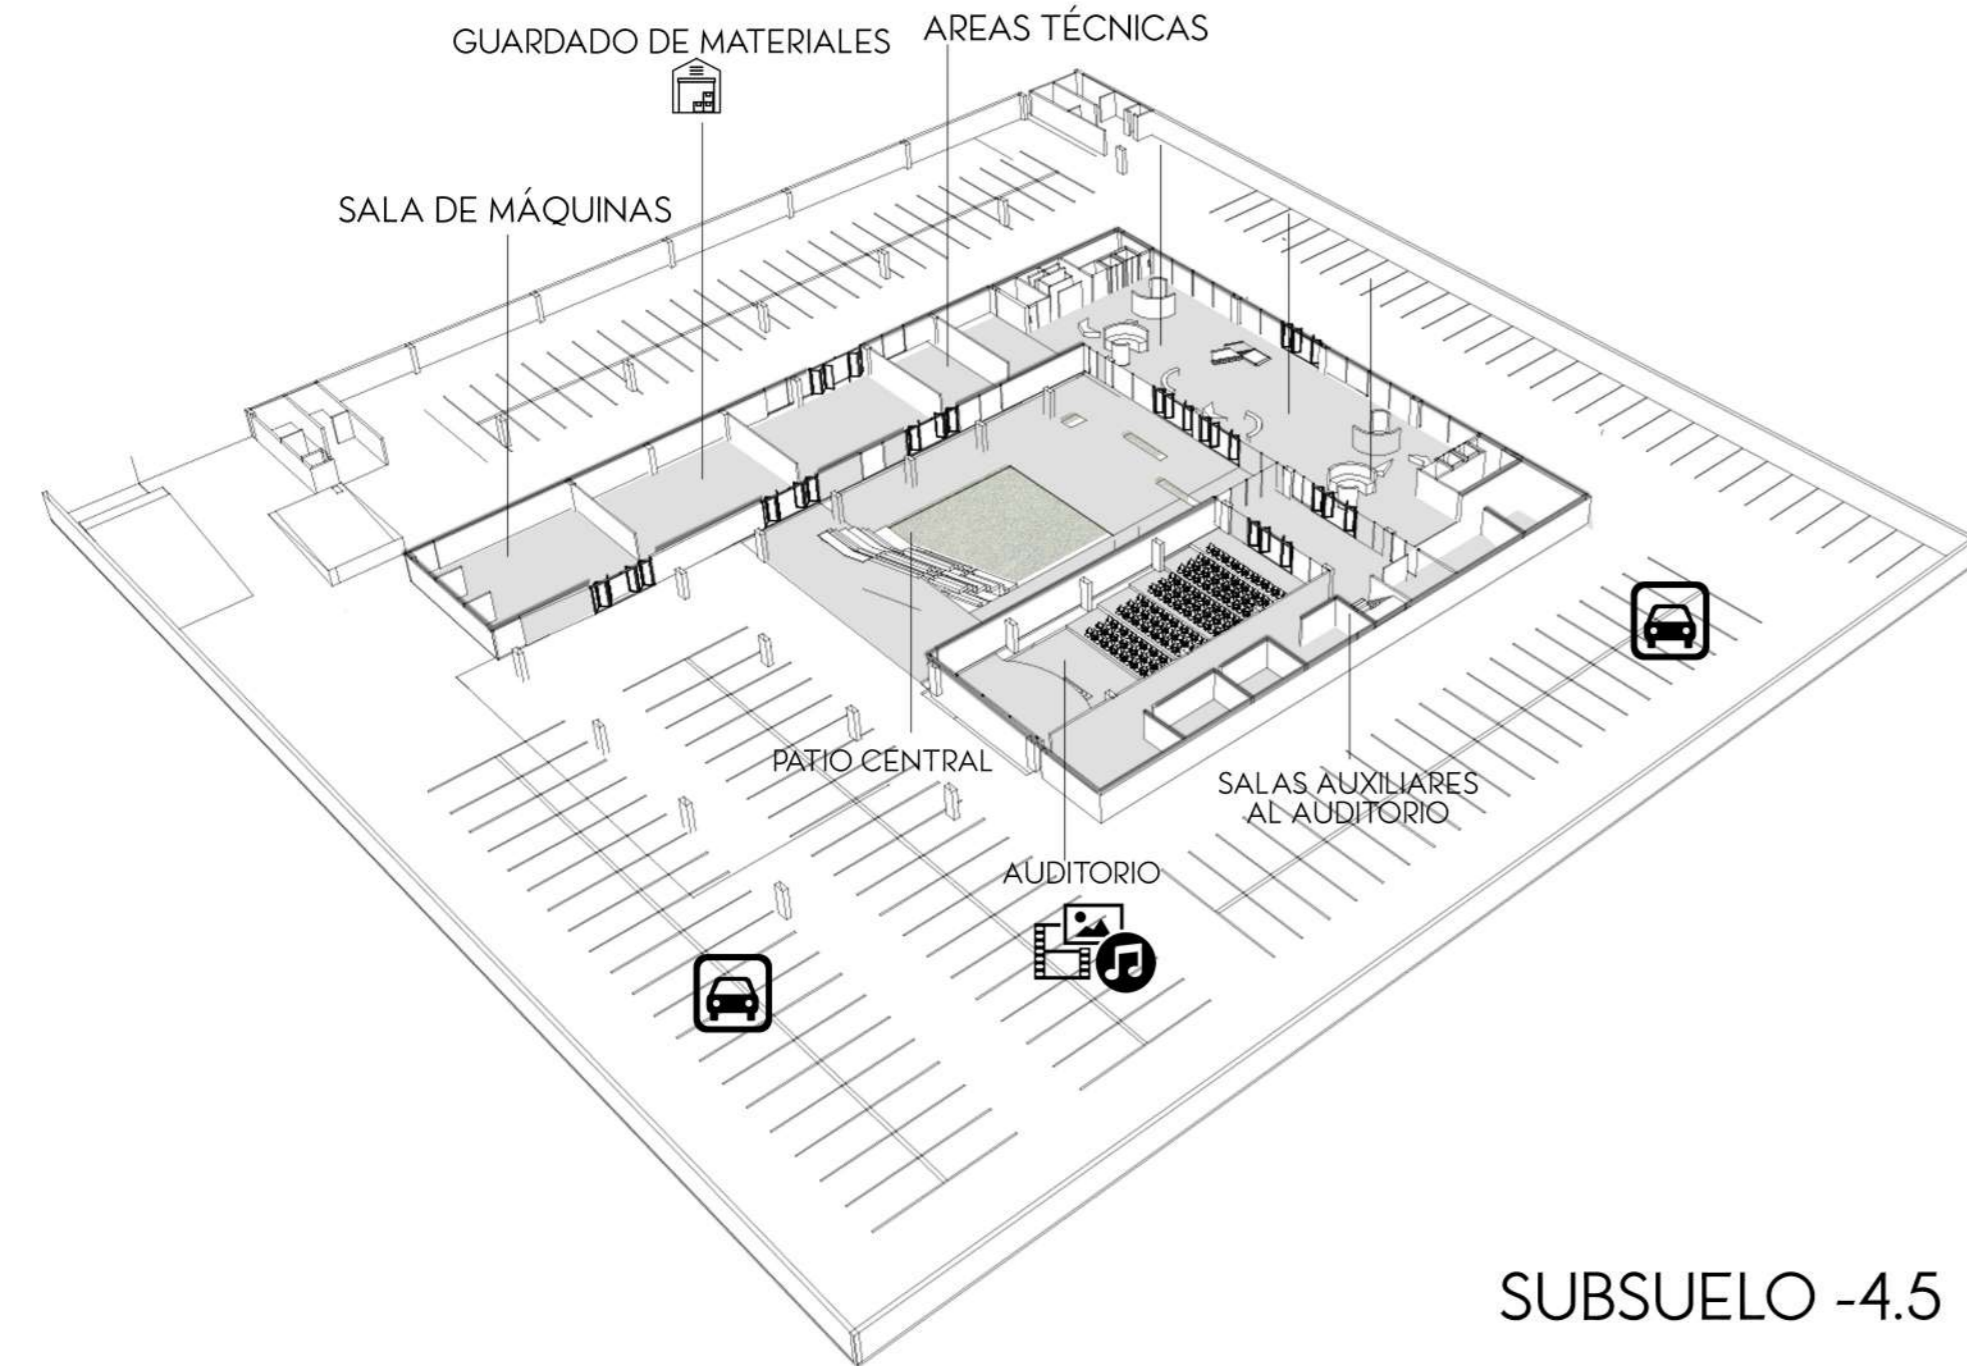 GUARDADO DE MATERIALES
AREAS TÉCNICAS
SALA DE MÁQUINAS
PATIO CENTRAL
SALAS AUXILIARES
AL AUDITORIO
AUDITORIO
SUBSUELO -4.5